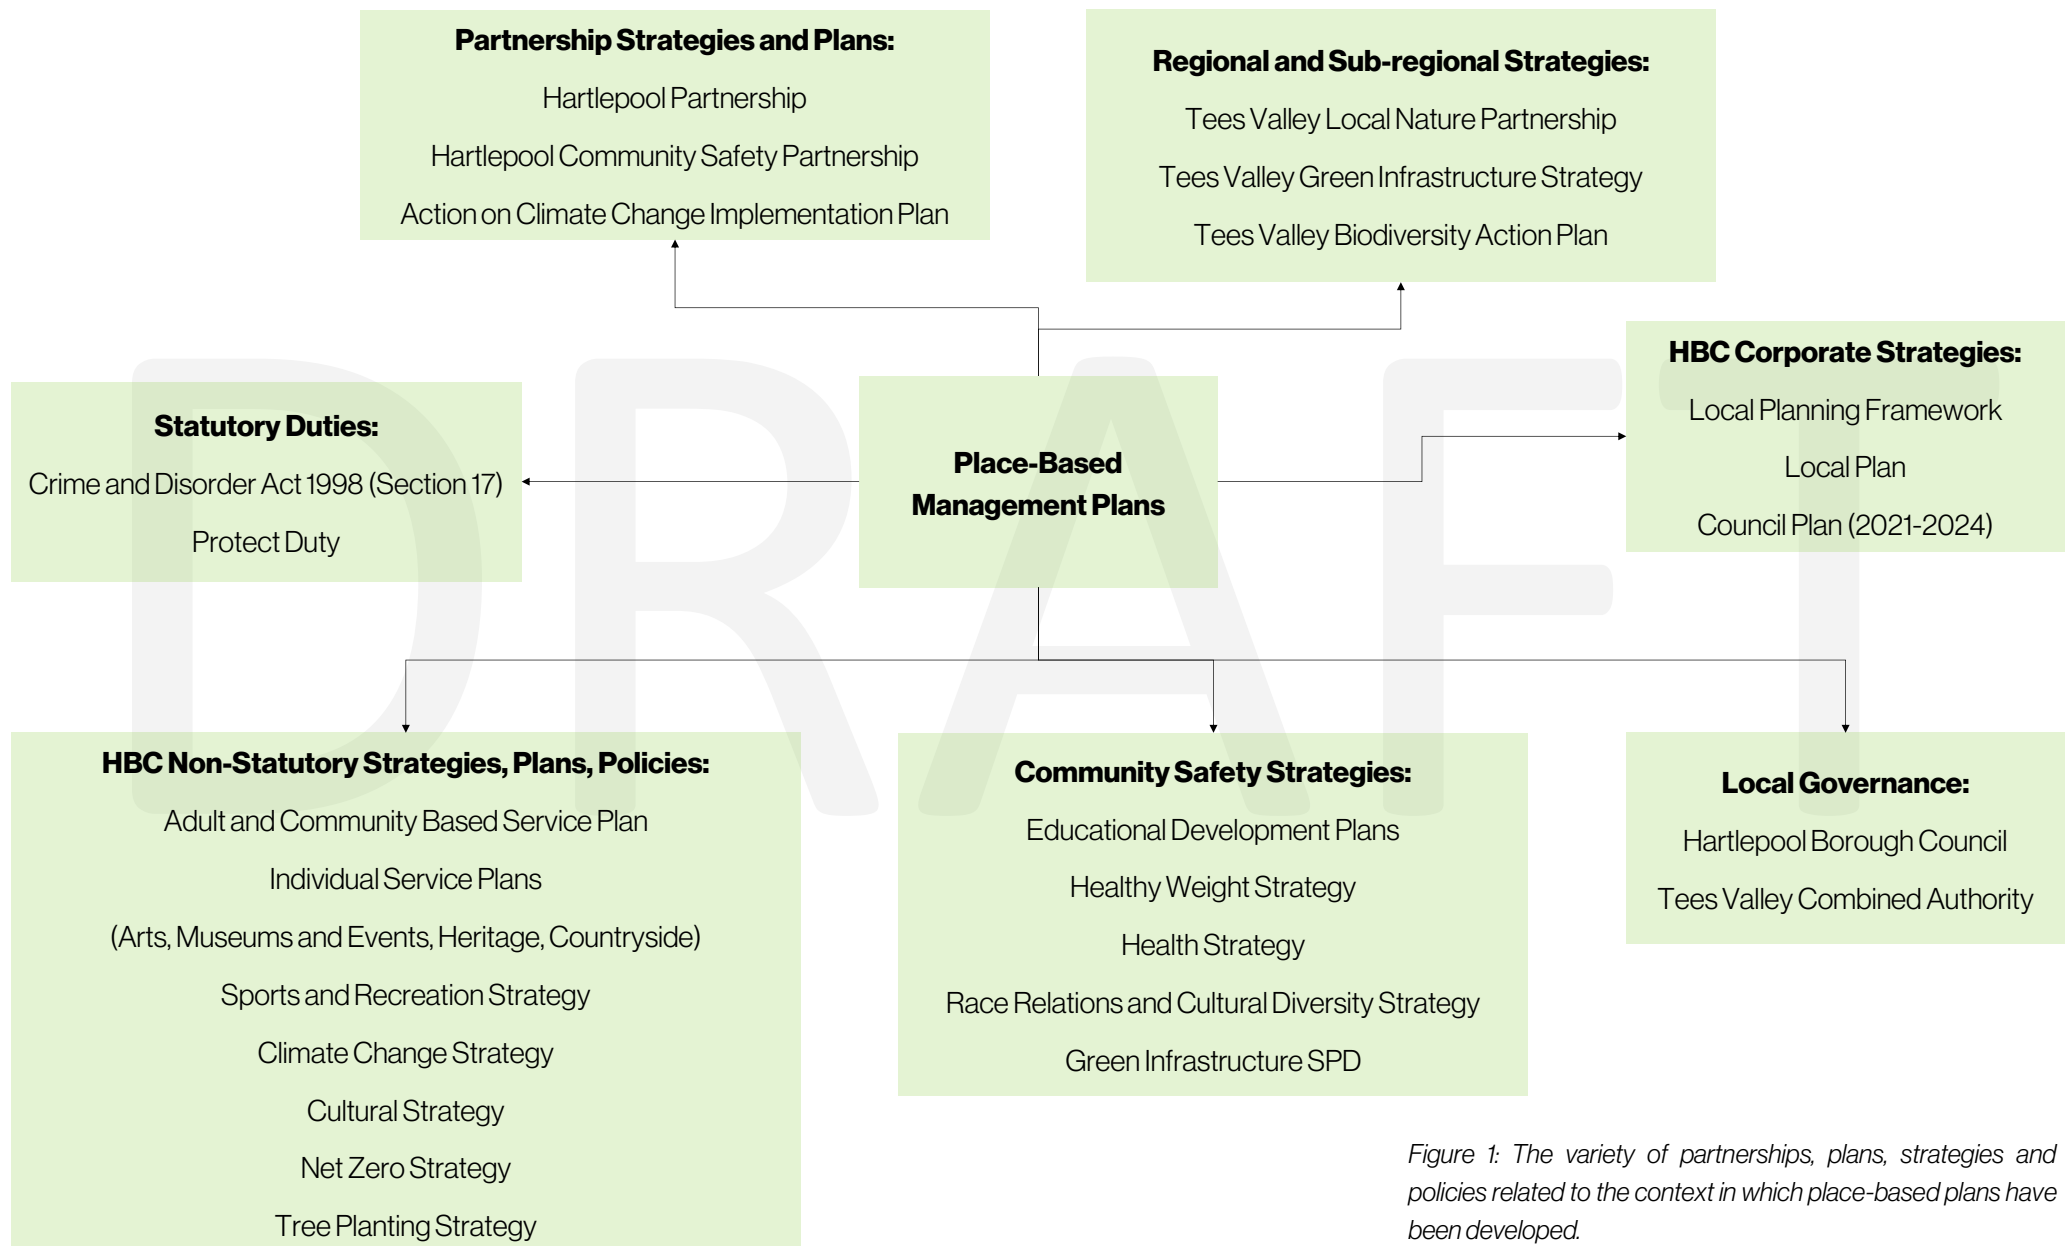 Partnership Strategies and Plans:
Hartlepool Partnership
Hartlepool Community Safety Partnership
Action on Climate Change Implementation Plan
Regional and Sub-regional Strategies:
Tees Valley Local Nature Partnership
Tees Valley Green Infrastructure Strategy
Tees Valley Biodiversity Action Plan
HBC Corporate Strategies:
Local Planning Framework
Local Plan
Council Plan (2021-2024)
Statutory Duties:
Crime and Disorder Act 1998 (Section 17)
Protect Duty
Place-Based
Management Plans
DRAFT
HBC Non-Statutory Strategies, Plans, Policies:
Adult and Community Based Service Plan
Individual Service Plans
(Arts, Museums and Events, Heritage, Countryside)
Sports and Recreation Strategy
Climate Change Strategy
Cultural Strategy
Net Zero Strategy
Tree Planting Strategy
Community Safety Strategies:
Educational Development Plans
Healthy Weight Strategy
Health Strategy
Race Relations and Cultural Diversity Strategy
Green Infrastructure SPD
Local Governance:
Hartlepool Borough Council
Tees Valley Combined Authority
Figure 1: The variety of partnerships, plans, strategies and
policies related to the context in which place-based plans have
been developed.